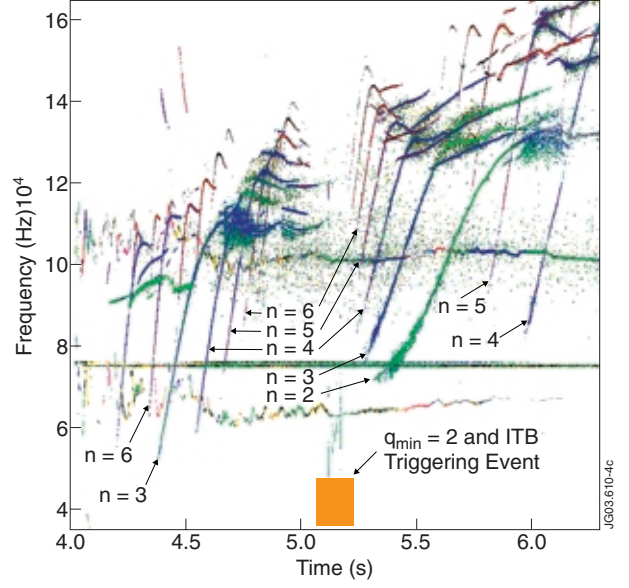 16
14
12
10
8
6
4
Frequency (Hz)10⁴
n = 6
n = 5
n = 4
n = 3
n = 2
n = 5
n = 4
n = 6
n = 3
q_min = 2 and ITB
Triggering Event
4.0 4.5 5.0 5.5 6.0
Time (s)
JG03.610-4c